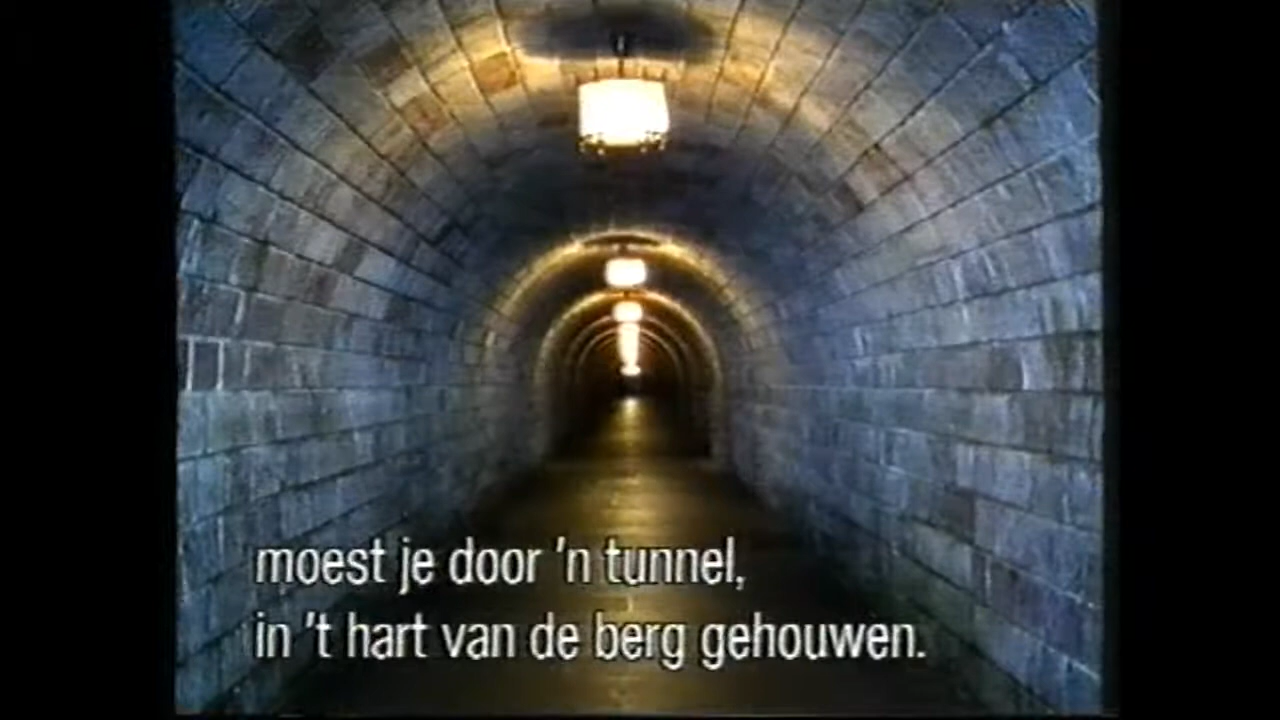 moest je door 'n tunnel,
in 't hart van de berg gehouwen.